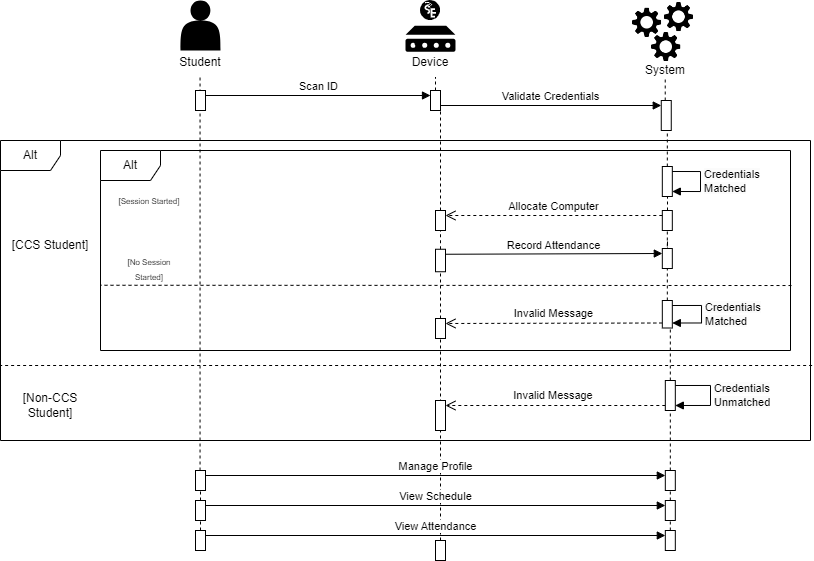 Student
Device
System
Scan ID
Validate Credentials
Alt
Alt
Credentials
Matched
[Session Started]
Allocate Computer
[CCS Student]
Record Attendance
[No Session
Started]
Invalid Message
Credentials
Matched
Credentials
Unmatched
Invalid Message
[Non-CCS
Student]
Manage Profile
View Schedule
View Attendance